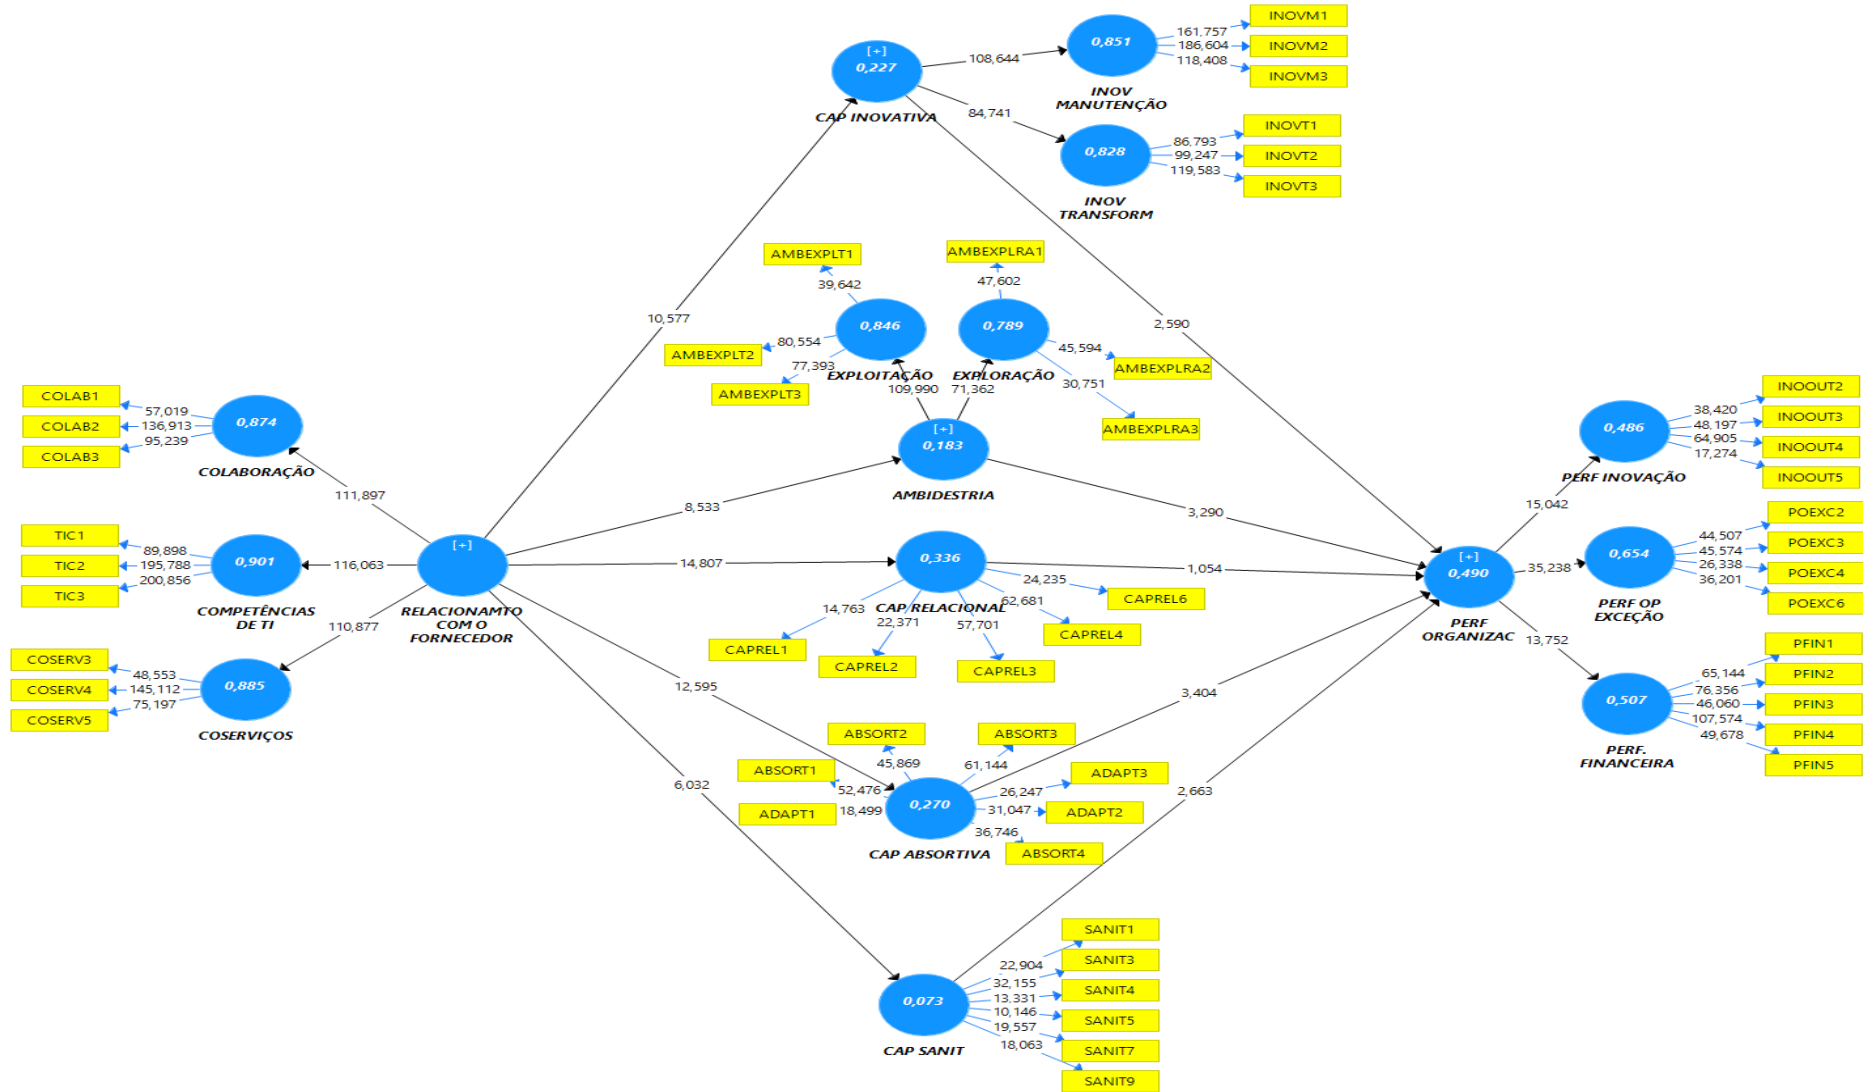 INOVM1
161,757
[+]
0,851
186,604
INOVM2
0,227
108,644
118,408
INOVM3
INOV
MANUTENÇÃO
CAP INOVATIVA
84,741
INOVT1
86,793
0,828
99,247
INOVT2
119,583
INOVT3
INOV
TRANSFORM
AMBEXPLT1
AMBEXPLRA1
39,642
47,602
10,577
0,846
0,789
2,590
80,554
AMBEXPLT2
45,594
AMBEXPLRA2
77,393
EXPLOITAÇÃO
EXPLORAÇÃO
30,751
AMBEXPLT3
109,990
71,362
AMBEXPLRA3
COLAB1
57,019
0,874
COLAB2
136,913
95,239
COLAB3
COLABORAÇÃO
[+]
0,183
AMBIDESTRIA
INOOUT2
38,420
INOOUT3
0,486
48,197
64,905
INOOUT4
17,274
PERF INOVAÇÃO
INOOUT5
111,897
8,533
3,290
15,042
TIC1
89,898
0,901
TIC2
195,788
116,063
200,856
TIC3
COMPETÊNCIAS
DE TI
[+]
RELACIONAMTO
COM O
FORNECEDOR
14,807
0,336
1,054
24,235
CAP RELACIONAL
CAPREL6
14,763
62,681
22,371
57,701
CAPREL4
CAPREL1
CAPREL2
CAPREL3
[+]
0,490
35,238
PERF
ORGANIZAC
POEXC2
44,507
POEXC3
0,654
45,574
26,338
POEXC4
36,201
POEXC6
PERF OP
EXCEÇÃO
110,877
13,752
COSERV3
48,553
0,885
COSERV4
145,112
75,197
COSERV5
COSERVIÇOS
12,595
3,404
PFIN1
65,144
PFIN2
76,356
0,507
46,060
PFIN3
107,574
PFIN4
49,678
PERF.
FINANCEIRA
PFIN5
ABSORT2
ABSORT3
45,869
61,144
ABSORT1
ADAPT3
6,032
52,476
26,247
2,663
0,270
ADAPT1
18,499
31,047
ADAPT2
36,746
CAP ABSORTIVA
ABSORT4
SANIT1
22,904
SANIT3
32,155
SANIT4
0,073
13,331
10,146
SANIT5
19,557
18,063
SANIT7
CAP SANIT
SANIT9